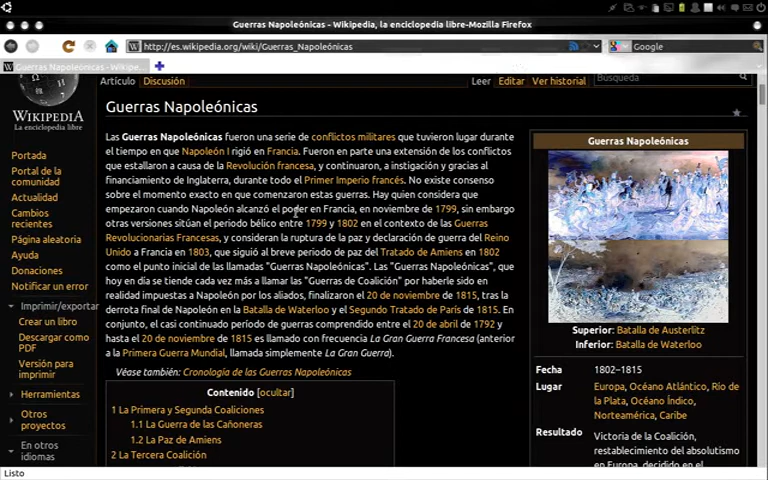 Guerras Napoleónicas - Wikipedia, la enciclopedia libre-Mozilla Firefox
http://es.wikipedia.org/wiki/Guerras_Napoleónicas
Google
Guerras Napoleónicas - Wikipe...
Artículo Discusión Leer Editar Ver historial Búsqueda
WIKIPEDIA
La enciclopedia libre
Portada
Portal de la
comunidad
Actualidad
Cambios
recientes
Página aleatoria
Ayuda
Donaciones
Notificar un error
Imprimir/exportar
Crear un libro
Descargar como
PDF
Versión para
imprimir
Herramientas
Otros
proyectos
En otros
idiomas
Guerras Napoleónicas
Las Guerras Napoleónicas fueron una serie de conflictos militares que tuvieron lugar durante
el tiempo en que Napoleón I rigió en Francia. Fueron en parte una extensión de los conflictos
que estallaron a causa de la Revolución francesa, y continuaron, a instigación y gracias al
financiamiento de Inglaterra, durante todo el Primer Imperio francés. No existe consenso
sobre el momento exacto en que comenzaron estas guerras. Hay quien considera que
empezaron cuando Napoleón alcanzó el poder en Francia, en noviembre de 1799, sin embargo
otras versiones sitúan el periodo bélico entre 1799 y 1802 en el contexto de las Guerras
Revolucionarias Francesas, y consideran la ruptura de la paz y declaración de guerra del Reino
Unido a Francia en 1803, que siguió al breve periodo de paz del Tratado de Amiens en 1802
como el punto inicial de las llamadas "Guerras Napoleónicas". Las "Guerras Napoleónicas", que
hoy en día se tiende cada vez más a llamar las "Guerras de Coalición" por haberle sido en
realidad impuestas a Napoleón por los aliados, finalizaron el 20 de noviembre de 1815, tras la
derrota final de Napoleón en la Batalla de Waterloo y el Segundo Tratado de París de 1815. En
conjunto, el casi continuado período de guerras comprendido entre el 20 de abril de 1792 y
hasta el 20 de noviembre de 1815 es llamado con frecuencia La Gran Guerra Francesa (anterior
a la Primera Guerra Mundial, llamada simplemente La Gran Guerra).
Véase también: Cronología de las Guerras Napoleónicas
Contenido [ocultar]
1 La Primera y Segunda Coaliciones
1.1 La Guerra de las Cañoneras
1.2 La Paz de Amiens
2 La Tercera Coalición
Guerras Napoleónicas
Superior: Batalla de Austerlitz
Inferior: Batalla de Waterloo
Fecha 1802–1815
Lugar Europa, Océano Atlántico, Río de
la Plata, Océano Índico,
Norteamérica, Caribe
Resultado Victoria de la Coalición,
restablecimiento del absolutismo
en Europa, decidido en el
Listo